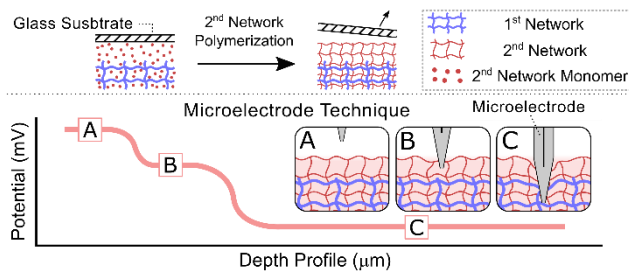 Glass Susbtrate
2nd Network
Polymerization
1st Network
2nd Network
2nd Network Monomer
Microelectrode Technique
Microelectrode
Potential (mV)
A
B
C
A
B
C
Depth Profile (μm)